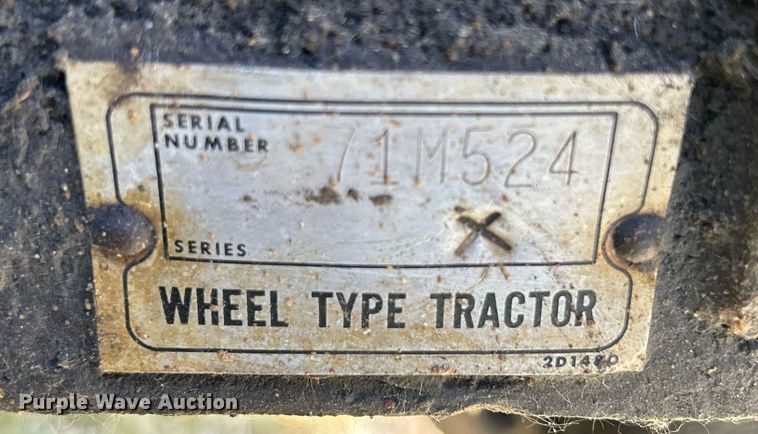 SERIAL
NUMBER 71M524
SERIES X
WHEEL TYPE TRACTOR
2D1480
Purple Wave Auction